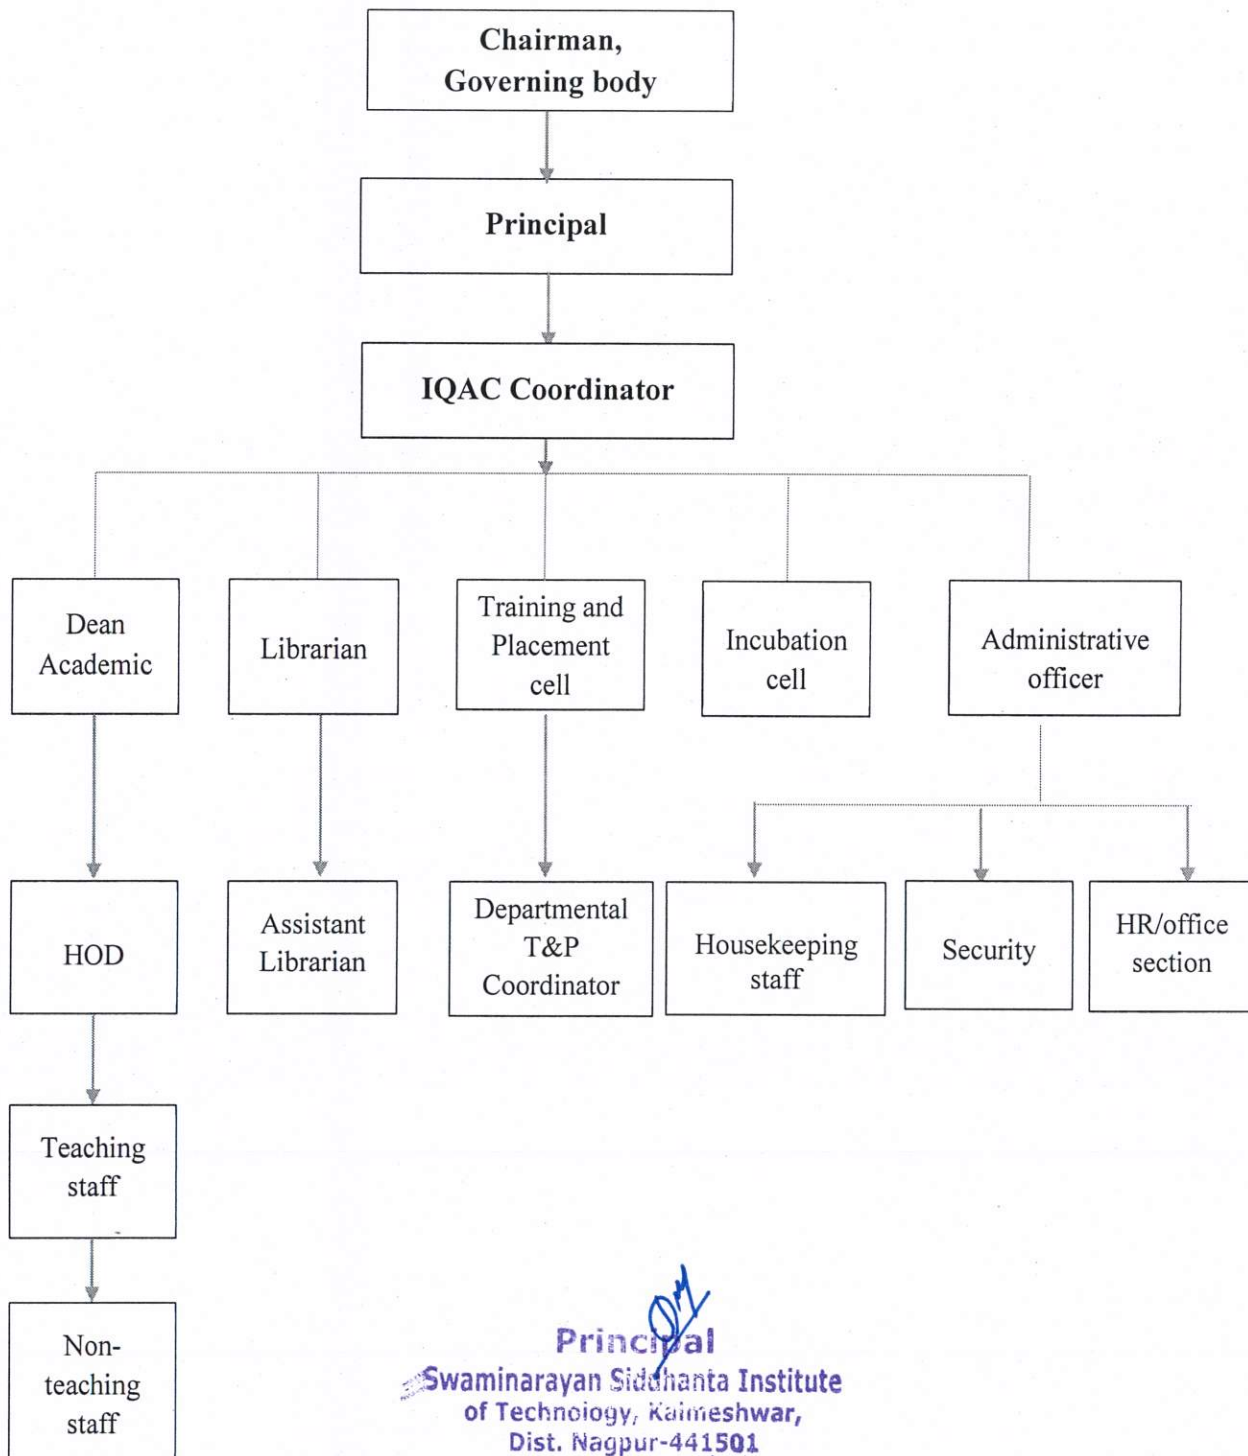 Chairman,
Governing body
Principal
IQAC Coordinator
Dean
Academic
Librarian
Training and
Placement
cell
Incubation
cell
Administrative
officer
HOD
Assistant
Librarian
Departmental
T&P
Coordinator
Housekeeping
staff
Security
HR/office
section
Teaching
staff
Non-
teaching
staff
Principal
Swaminarayan Siddhanta Institute
of Technology, Kalmeshwar,
Dist. Nagpur-441501